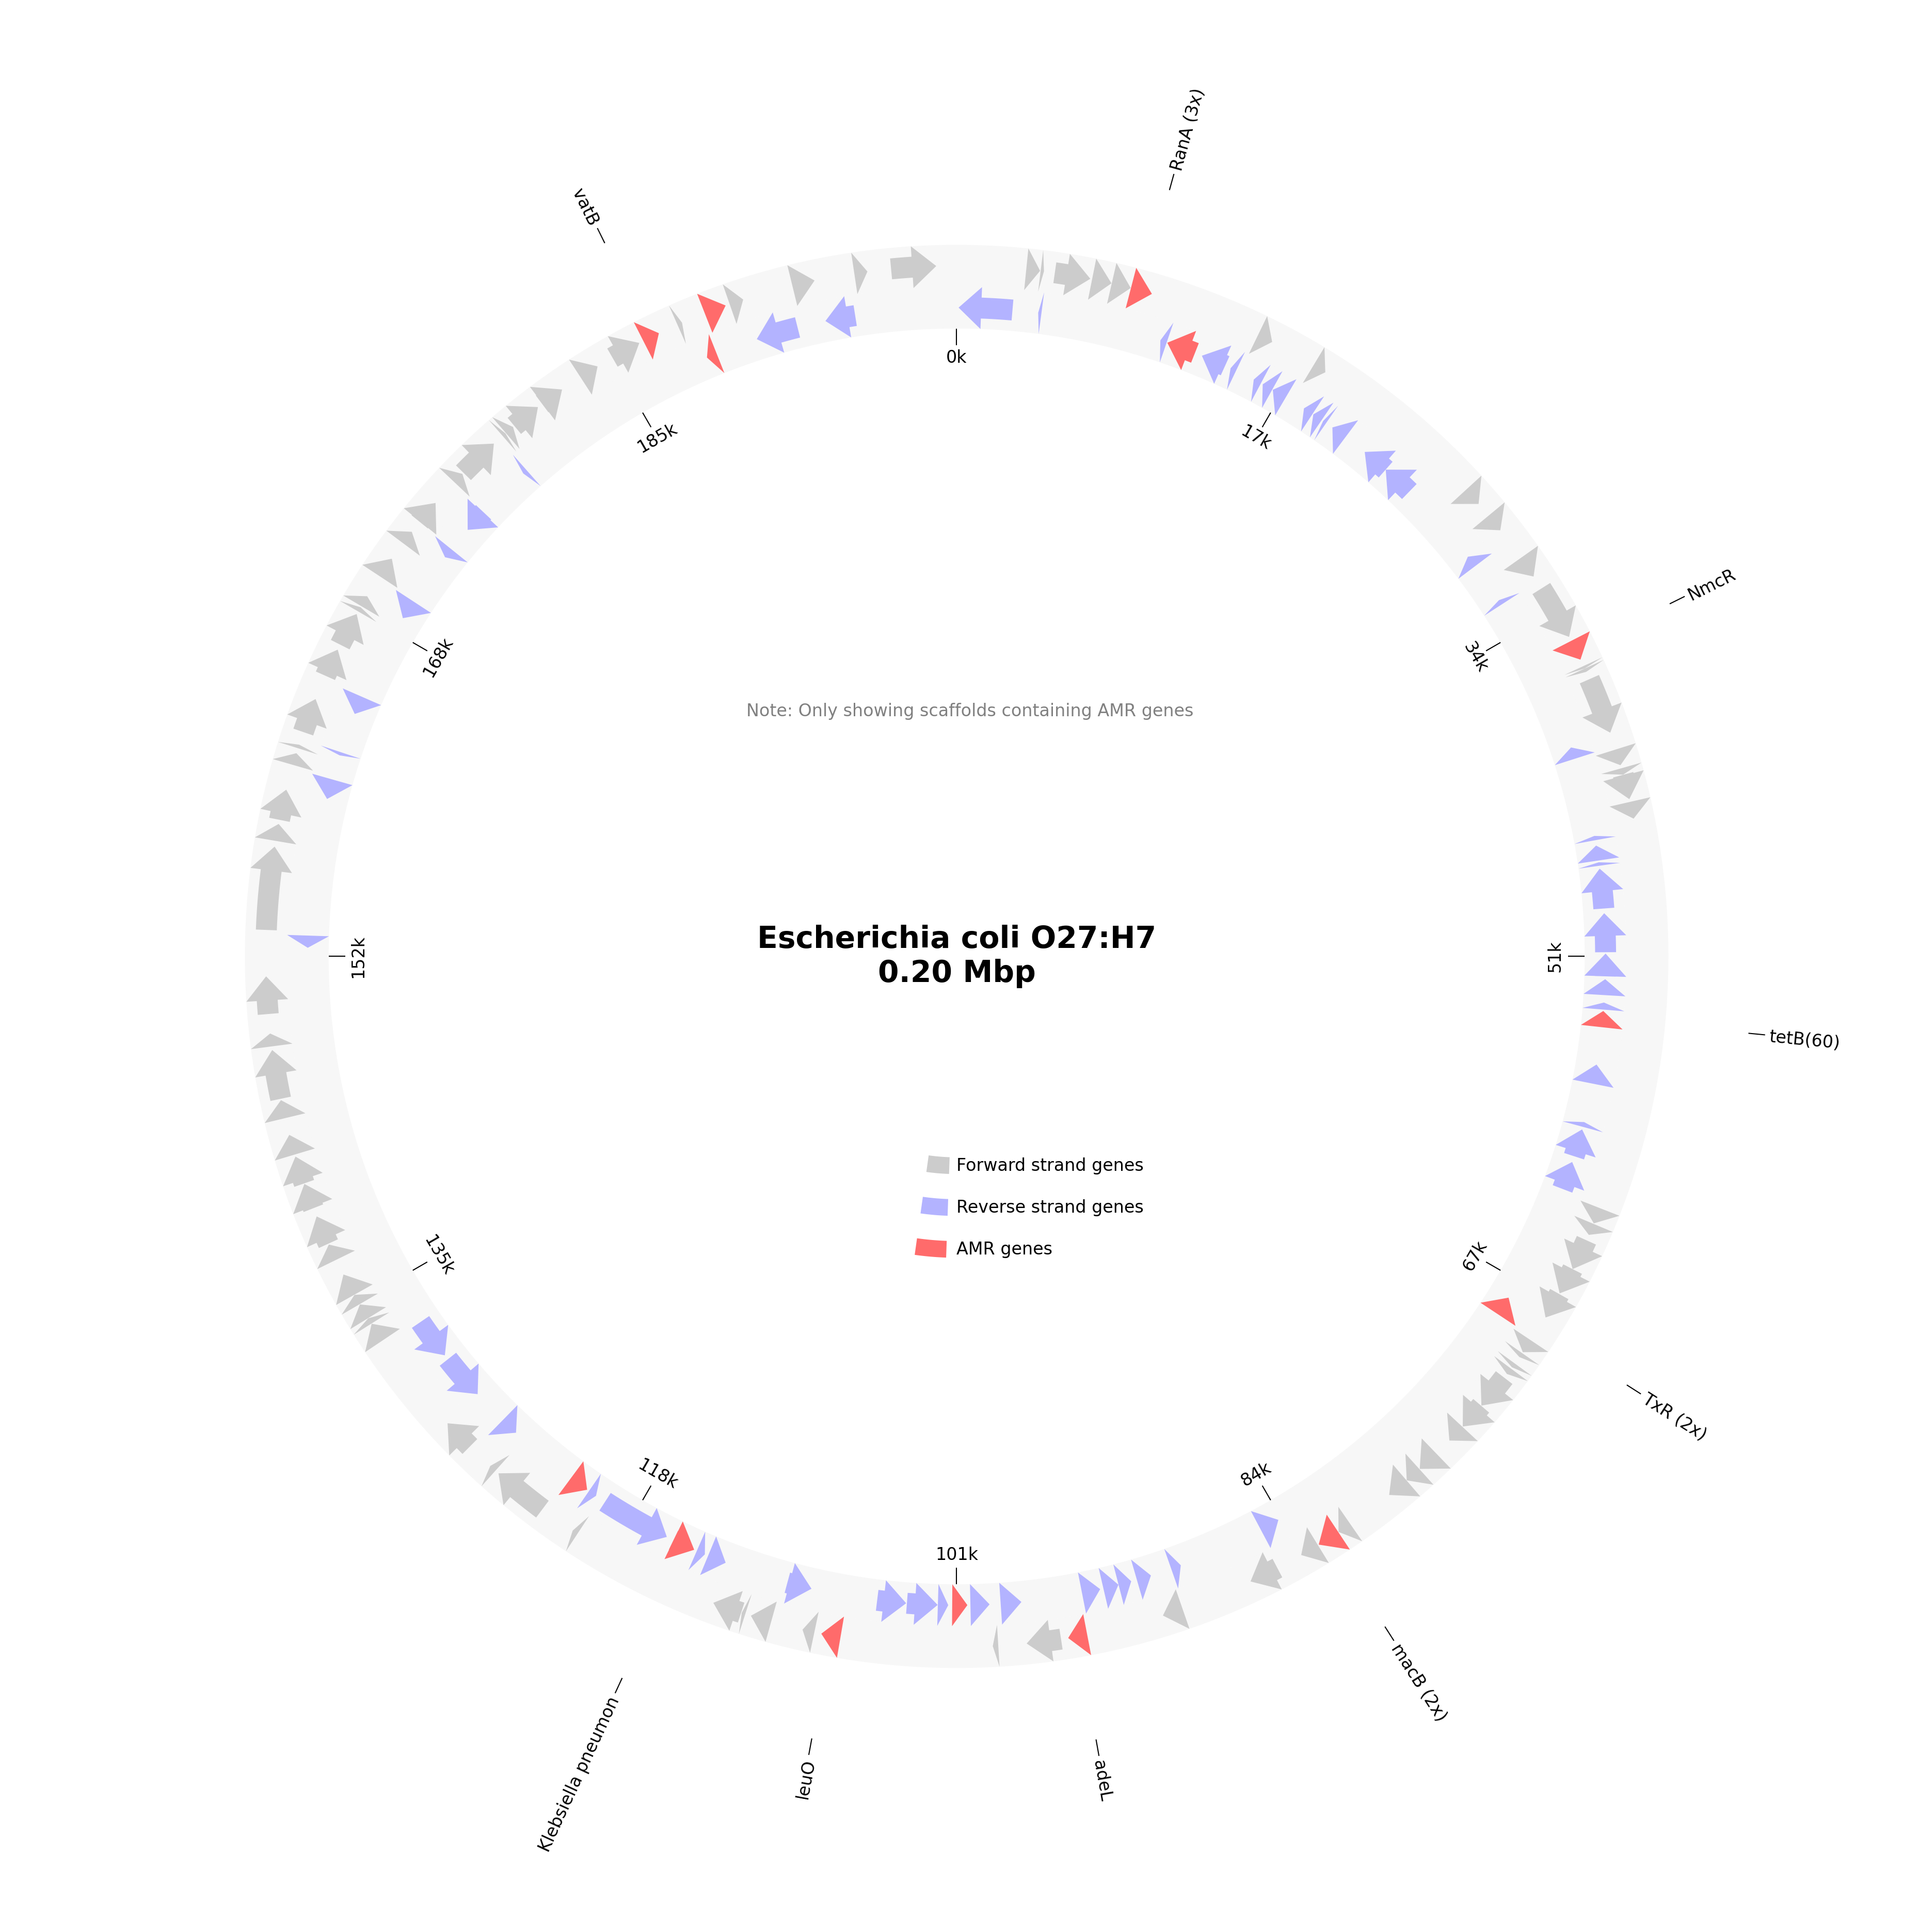 RanA (3x)
vatB
0k
185k
17k
NmcR
168k
34k
Note: Only showing scaffolds containing AMR genes
Escherichia coli O27:H7
0.20 Mbp
152k
51k
tetB(60)
Forward strand genes
Reverse strand genes
AMR genes
135k
67k
TxR (2x)
118k
84k
101k
macB (2x)
Klebsiella pneumon
leuO
adeL